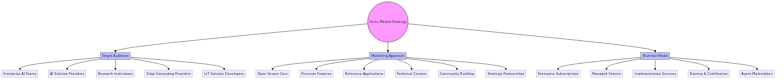 Go-to-Market Strategy
Target Audience
Marketing Approach
Revenue Model
Enterprise AI Teams
AI Solution Providers
Research Institutions
Edge Computing Providers
IoT Solution Developers
Open Source Core
Premium Features
Reference Applications
Technical Content
Community Building
Strategic Partnerships
Enterprise Subscriptions
Managed Service
Implementation Services
Training & Certification
Agent Marketplace